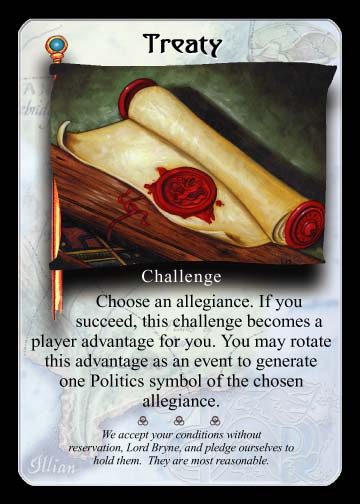 Treaty
Challenge
Choose an allegiance. If you
succeed, this challenge becomes a
player advantage for you. You may rotate
this advantage as an event to generate
one Politics symbol of the chosen
allegiance.
We accept your conditions without
reservation, Lord Bryne, and pledge ourselves to
hold them. They are most reasonable.
Illian